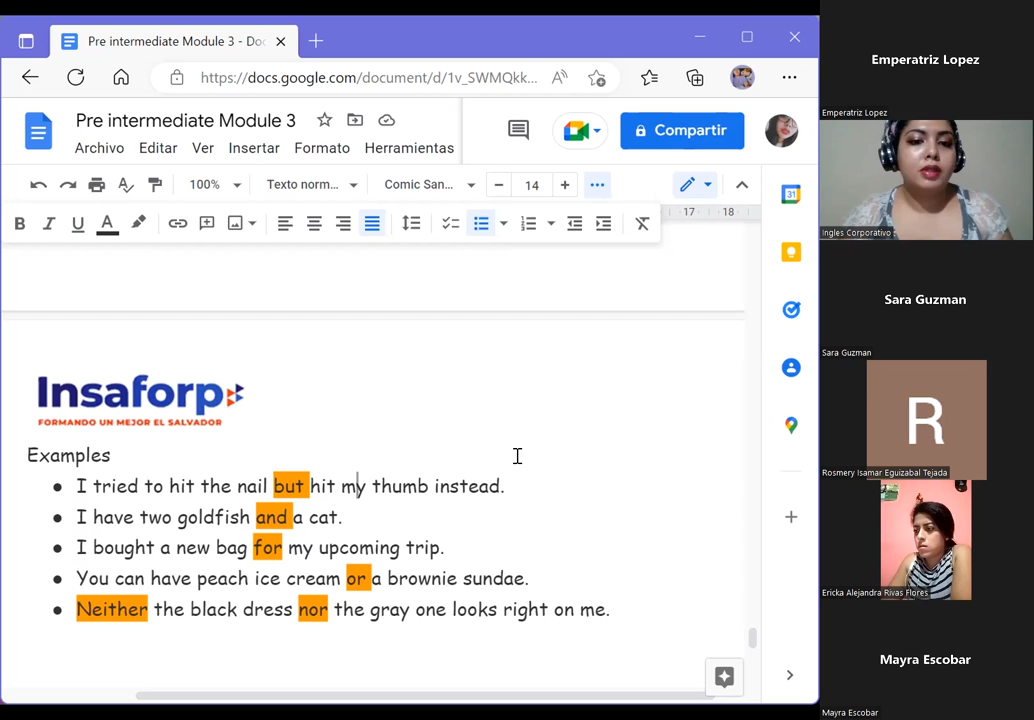 Pre intermediate Module 3 - Doc
https://docs.google.com/document/d/1v_SWMQkk...
Pre intermediate Module 3
Compartir
Archivo Editar Ver Insertar Formato Herramientas
100% Texto norm... Comic San... 14
17 18
Insaforp
FORMANDO UN MEJOR EL SALVADOR
Examples
I tried to hit the nail but hit my thumb instead.
I have two goldfish and a cat.
I bought a new bag for my upcoming trip.
You can have peach ice cream or a brownie sundae.
Neither the black dress nor the gray one looks right on me.
Emperatriz Lopez
Emperatriz Lopez
Ingles Corporativo
Sara Guzman
Sara Guzman
R
Rosmery Isamar Eguizabal Tejada
Ericka Alejandra Rivas Flores
Mayra Escobar
Mayra Escobar